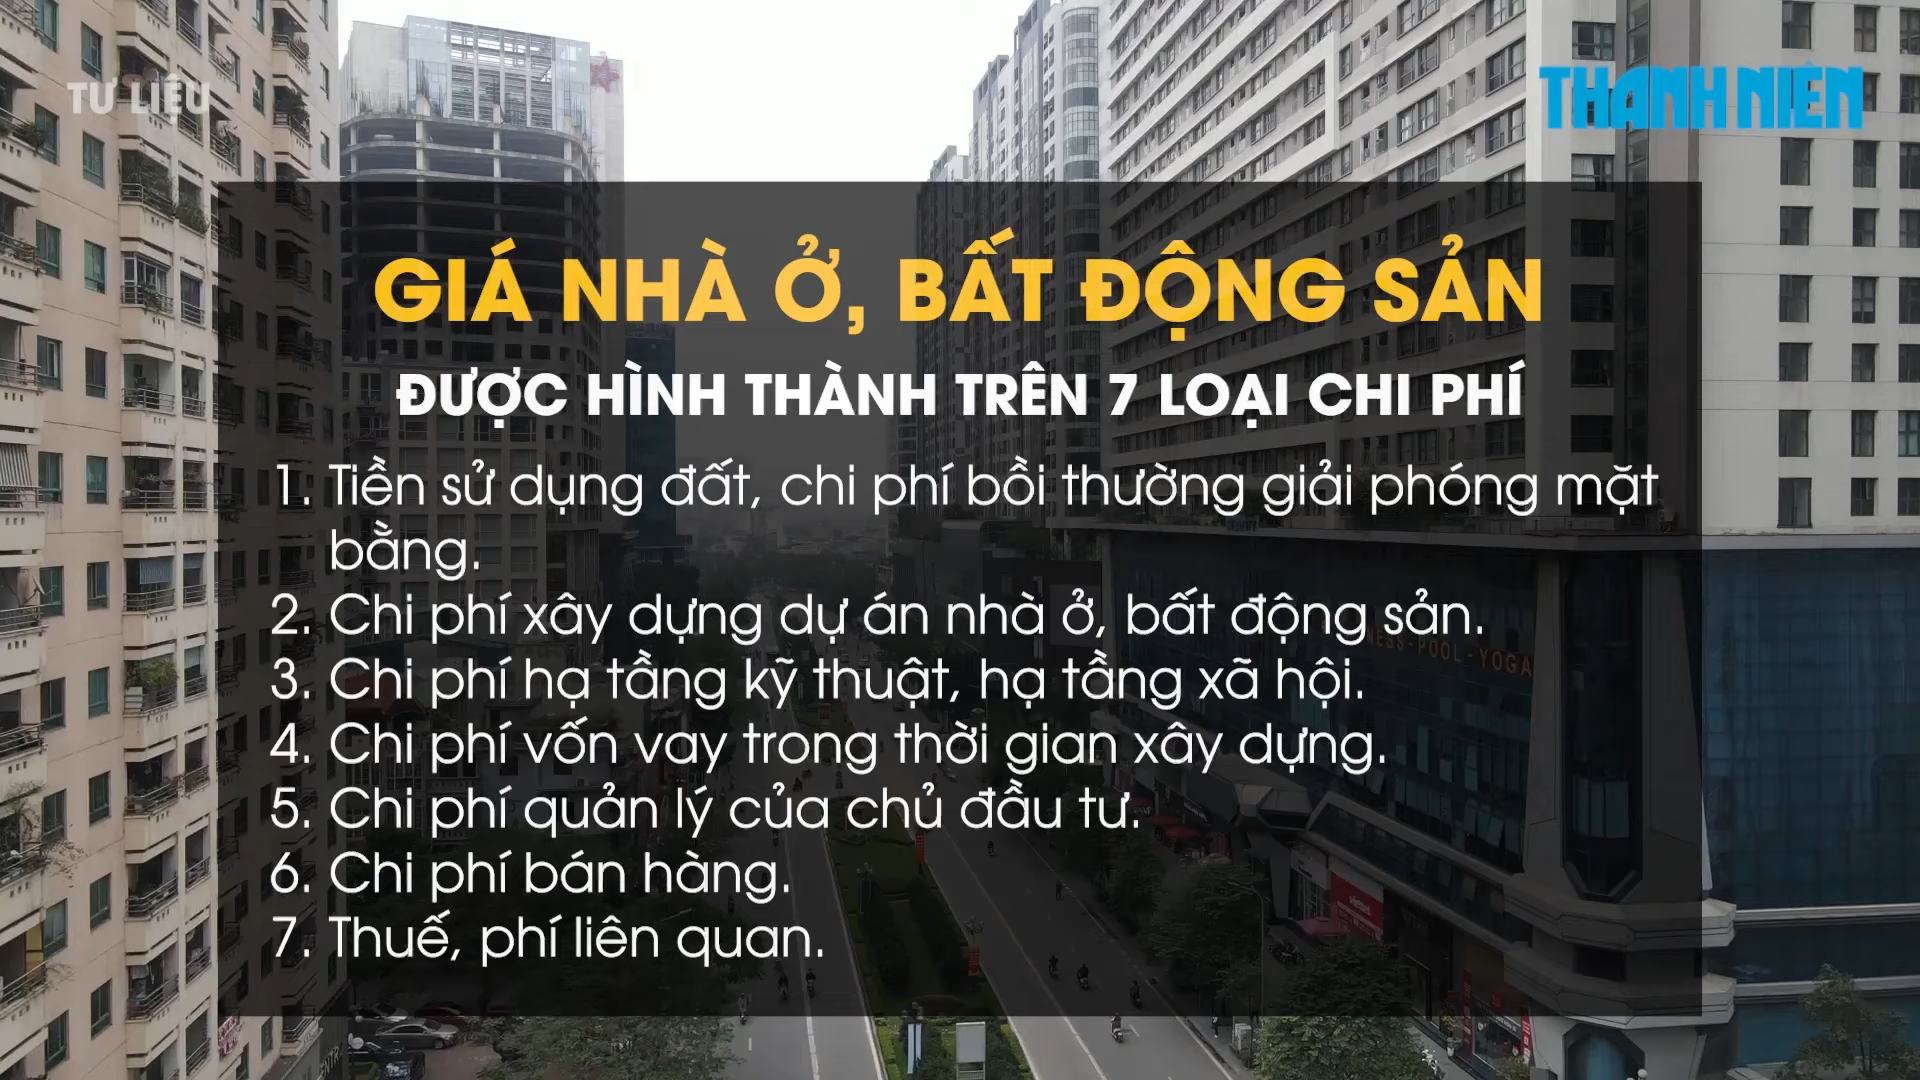 TƯ LIỆU
THANH NIÊN
GIÁ NHÀ Ở, BẤT ĐỘNG SẢN
ĐƯỢC HÌNH THÀNH TRÊN 7 LOẠI CHI PHÍ
1. Tiền sử dụng đất, chi phí bồi thường giải phóng mặt
bằng.
2. Chi phí xây dựng dự án nhà ở, bất động sản.
3. Chi phí hạ tầng kỹ thuật, hạ tầng xã hội.
4. Chi phí vốn vay trong thời gian xây dựng.
5. Chi phí quản lý của chủ đầu tư.
6. Chi phí bán hàng.
7. Thuế, phí liên quan.
NESS-POOL-YOGA